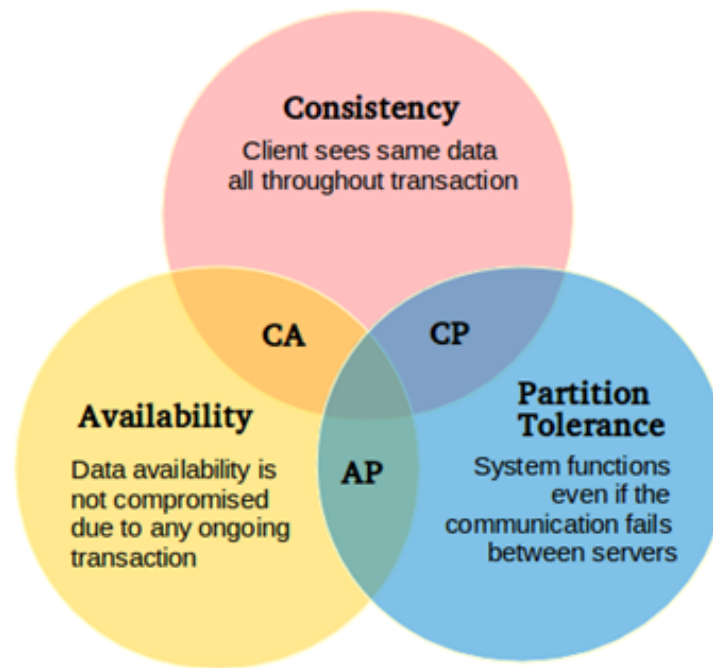 Consistency
Client sees same data
all throughout transaction
CA
CP
Availability
Data availability is
not compromised
due to any ongoing
transaction
AP
Partition
Tolerance
System functions
even if the
communication fails
between servers